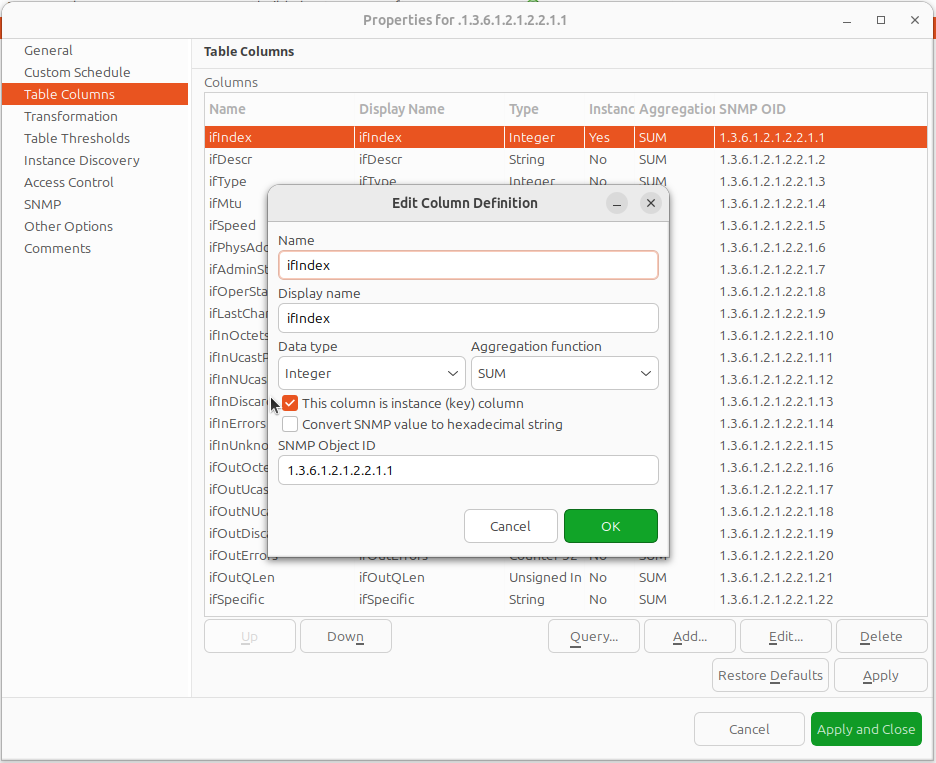 Properties for .1.3.6.1.2.1.2.2.1.1
General
Custom Schedule
Table Columns
Transformation
Table Thresholds
Instance Discovery
Access Control
SNMP
Other Options
Comments
Table Columns
Columns
Name Display Name Type Instanc Aggregatio SNMP OID
ifIndex ifIndex Integer Yes SUM 1.3.6.1.2.1.2.2.1.1
ifDescr ifDescr String No SUM 1.3.6.1.2.1.2.2.1.2
ifType ifType Integer No SUM 1.3.6.1.2.1.2.2.1.3
ifMtu 1.3.6.1.2.1.2.2.1.4
ifSpeed 1.3.6.1.2.1.2.2.1.5
ifPhysAdd 1.3.6.1.2.1.2.2.1.6
ifAdminSt 1.3.6.1.2.1.2.2.1.7
ifOperSta 1.3.6.1.2.1.2.2.1.8
ifLastChar 1.3.6.1.2.1.2.2.1.9
ifInOctets 1.3.6.1.2.1.2.2.1.10
ifInUcastP 1.3.6.1.2.1.2.2.1.11
ifInNUcas 1.3.6.1.2.1.2.2.1.12
ifInDiscar 1.3.6.1.2.1.2.2.1.13
ifInErrors 1.3.6.1.2.1.2.2.1.14
ifInUnkno 1.3.6.1.2.1.2.2.1.15
ifOutOcte 1.3.6.1.2.1.2.2.1.16
ifOutUcas 1.3.6.1.2.1.2.2.1.17
ifOutNUca 1.3.6.1.2.1.2.2.1.18
ifOutDisca 1.3.6.1.2.1.2.2.1.19
ifOutErrors ifOutErrors Counter 32 No SUM 1.3.6.1.2.1.2.2.1.20
ifOutQLen ifOutQLen Unsigned In No SUM 1.3.6.1.2.1.2.2.1.21
ifSpecific ifSpecific String No SUM 1.3.6.1.2.1.2.2.1.22
Edit Column Definition
Name
ifIndex
Display name
ifIndex
Data type Aggregation function
Integer SUM
This column is instance (key) column
Convert SNMP value to hexadecimal string
SNMP Object ID
1.3.6.1.2.1.2.2.1.1
Cancel OK
Up Down Query... Add... Edit... Delete
Restore Defaults Apply
Cancel Apply and Close